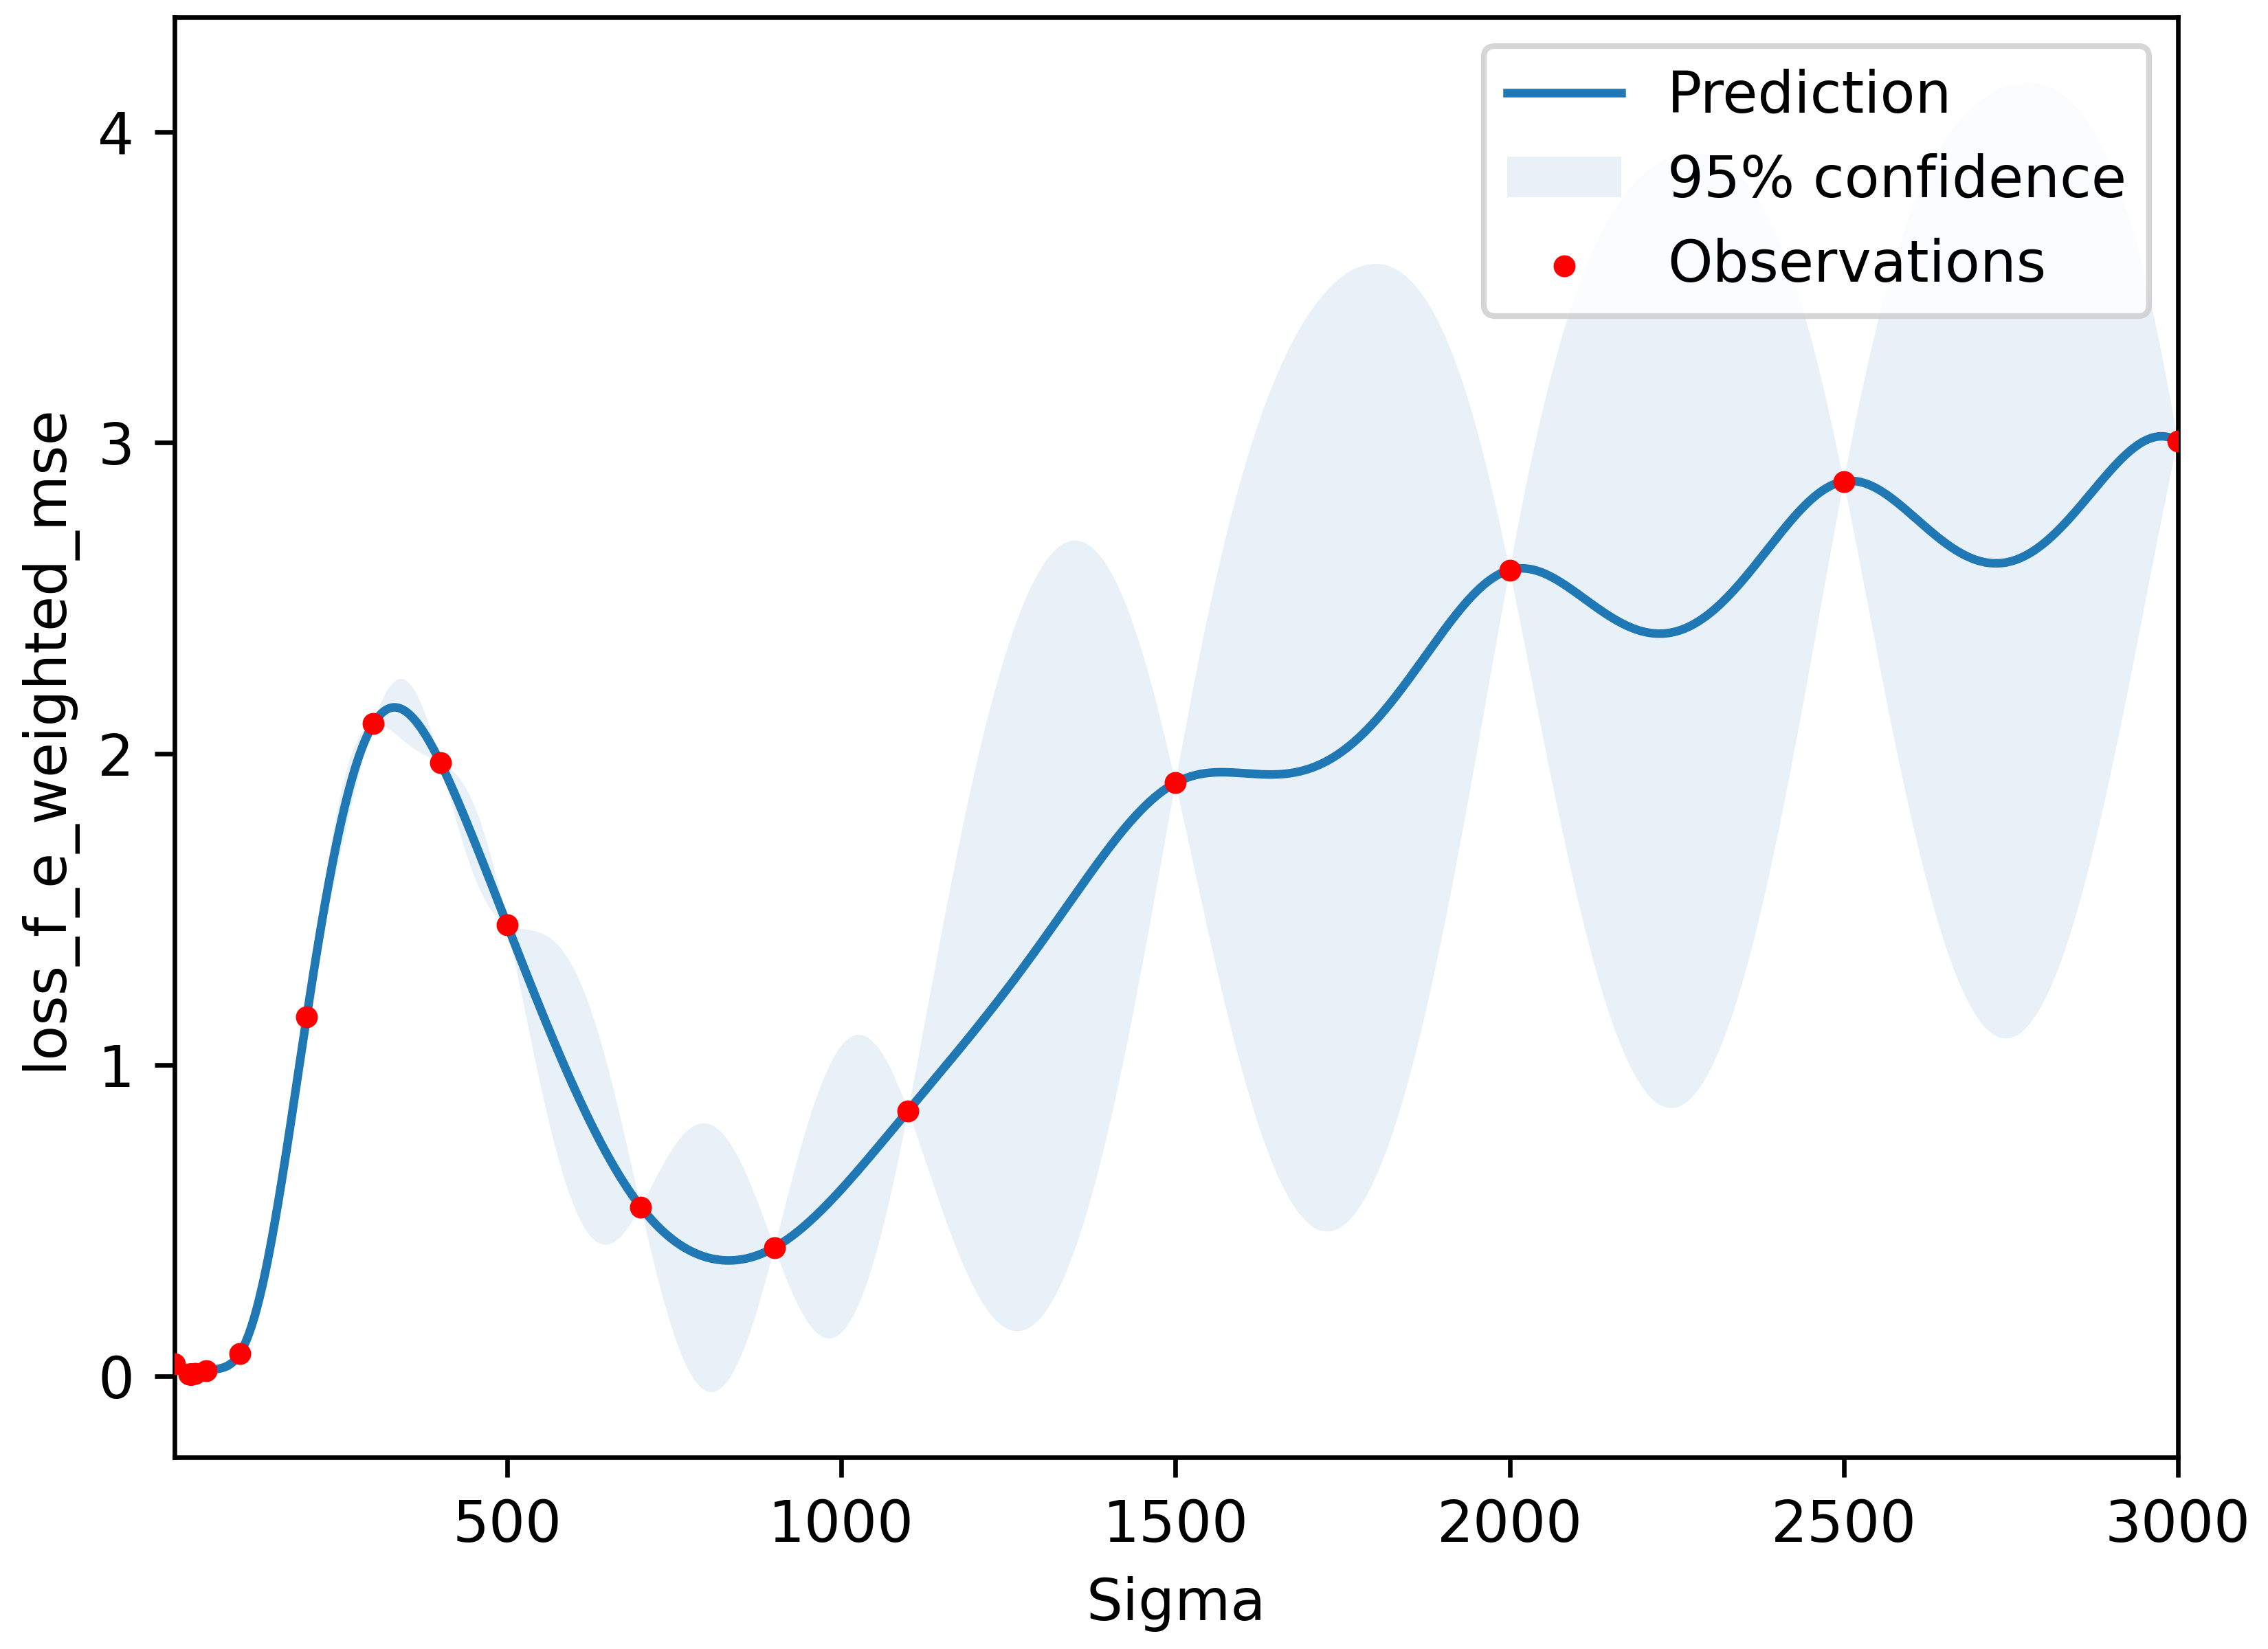 Prediction
95% confidence
Observations
loss_f_e_weighted_mse
4
3
2
1
0
500 1000 1500 2000 2500 3000
Sigma